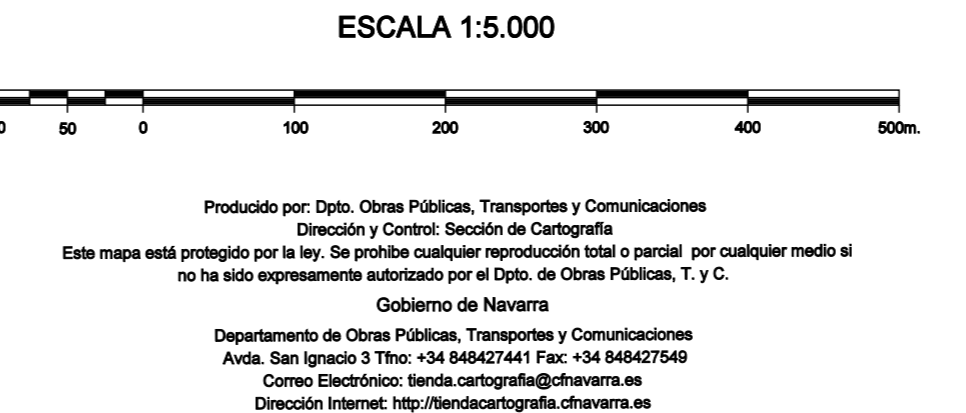 ESCALA 1:5.000
0 50 0 100 200 300 400 500m.
Producido por: Dpto. Obras Públicas, Transportes y Comunicaciones
Dirección y Control: Sección de Cartografía
Este mapa está protegido por la ley. Se prohibe cualquier reproducción total o parcial por cualquier medio si
no ha sido expresamente autorizado por el Dpto. de Obras Públicas, T. y C.
Gobierno de Navarra
Departamento de Obras Públicas, Transportes y Comunicaciones
Avda. San Ignacio 3 Tfno: +34 848427441 Fax: +34 848427549
Correo Electrónico: tienda.cartografia@cfnavarra.es
Dirección Internet: http://tiendacartografia.cfnavarra.es